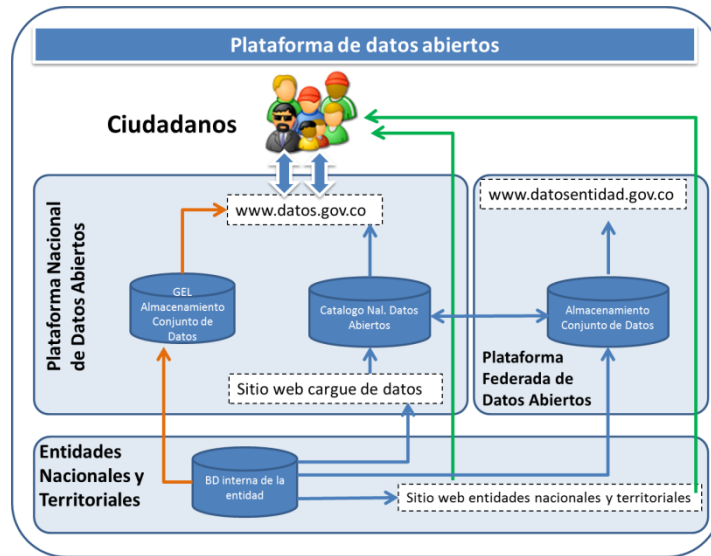 Plataforma de datos abiertos
Ciudadanos
Plataforma Nacional
de Datos Abiertos
www.datos.gov.co
www.datosentidad.gov.co
GEL
Almacenamiento
Conjunto de
Datos
Catalogo Nal. Datos
Abiertos
Almacenamiento
Conjunto de Datos
Sitio web cargue de datos
Plataforma
Federada de
Datos Abiertos
Entidades
Nacionales y
Territoriales
BD interna de la
entidad
Sitio web entidades nacionales y territoriales